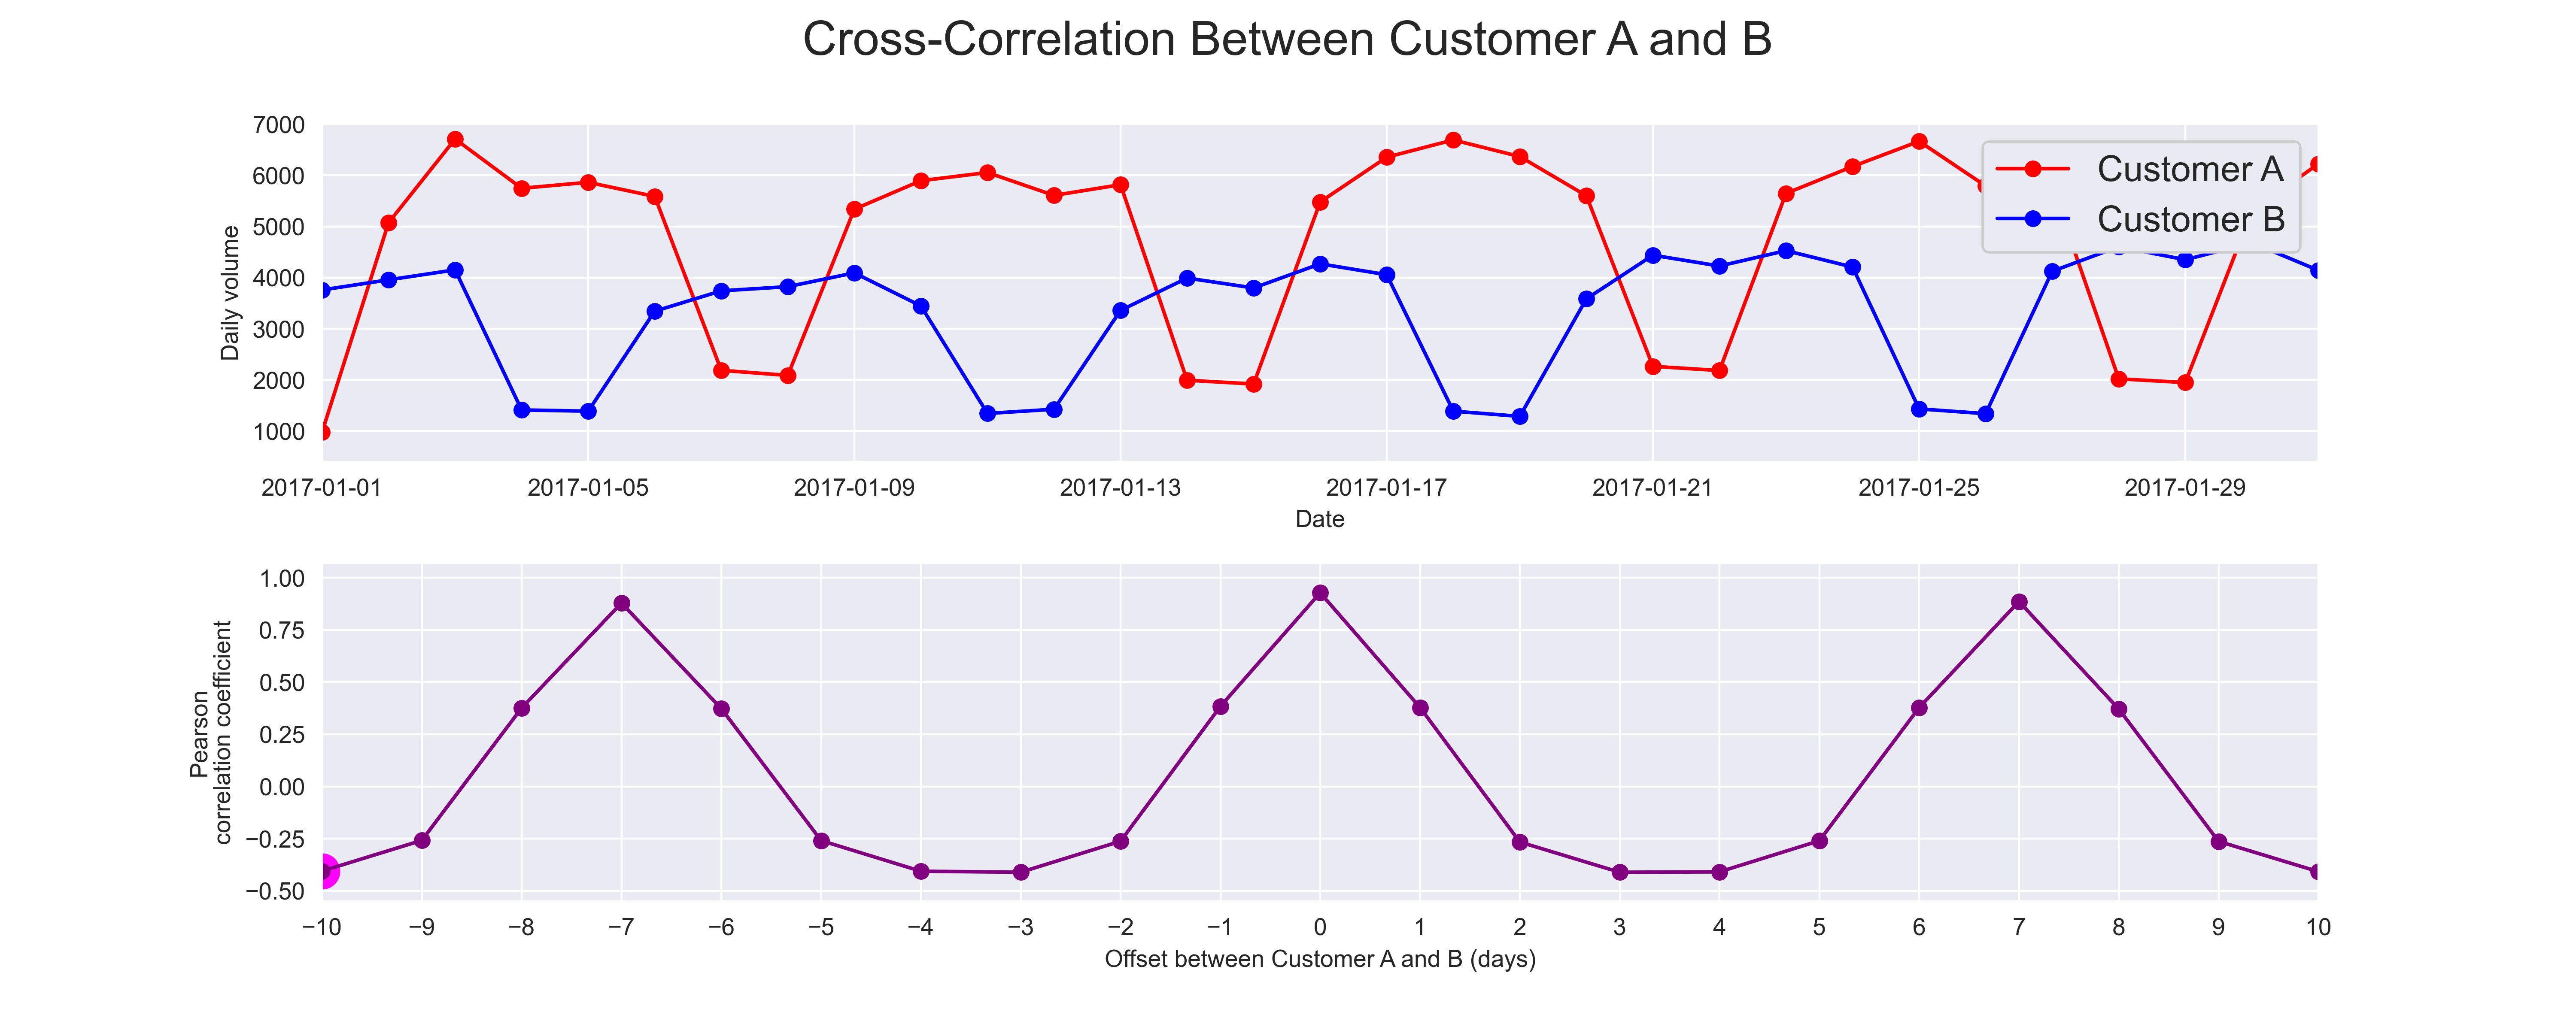 Cross-Correlation Between Customer A and B
7000
6000
5000
4000
3000
2000
1000
Daily volume
Customer A
Customer B
2017-01-01 2017-01-05 2017-01-09 2017-01-13 2017-01-17 2017-01-21 2017-01-25 2017-01-29
Date
1.00
0.75
0.50
0.25
0.00
−0.25
−0.50
Pearson
correlation coefficient
−10 −9 −8 −7 −6 −5 −4 −3 −2 −1 0 1 2 3 4 5 6 7 8 9 10
Offset between Customer A and B (days)